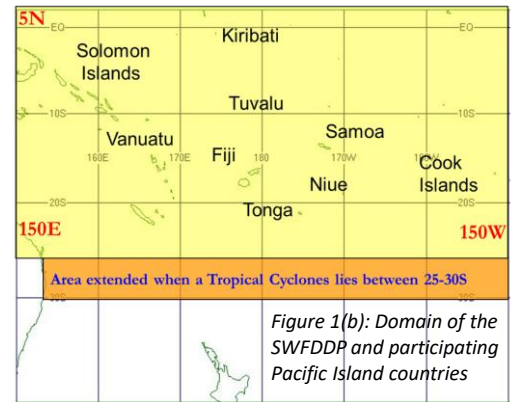 5N
EQ
Kiribati
EQ
Solomon
Islands
Tuvalu
10S
10S
Vanuatu
Samoa
160E
170E
Fiji
180
170W
Cook
Islands
Niue
20S
Tonga
20S
150E
150W
Area extended when a Tropical Cyclones lies between 25-30S
Figure 1(b): Domain of the
SWFDDP and participating
Pacific Island countries